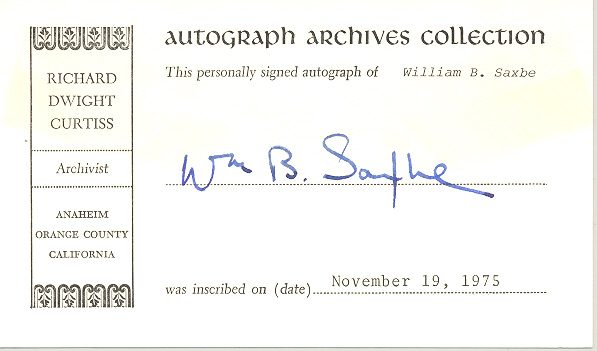 RICHARD
DWIGHT
CURTISS
Archivist
ANAHEIM
ORANGE COUNTY
CALIFORNIA
autograph archives collection
This personally signed autograph of William B. Saxbe
Wm B. Saxbe
was inscribed on (date) November 19, 1975